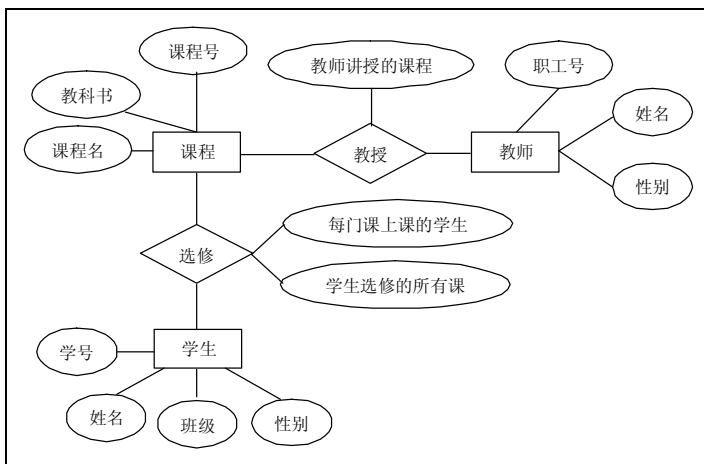 课程号
教师讲授的课程
职工号
教科书
姓名
课程名
课程
教授
教师
性别
每门课上课的学生
选修
学生选修的所有课
学号
学生
姓名
班级
性别